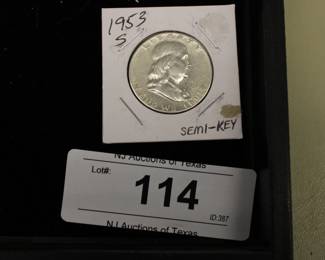 1953
S
LIBERTY
SEMI-KEY
NJ Auctions of Texas
Lot#:
114
ID:387
NJ Auctions of Texas